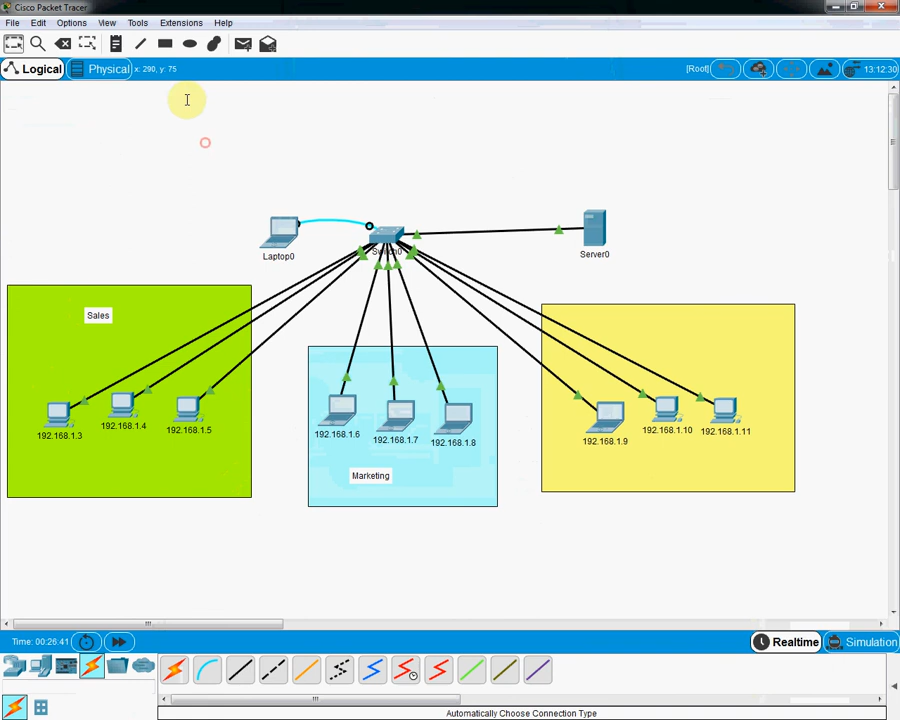 Cisco Packet Tracer
File Edit Options View Tools Extensions Help
Logical Physical x: 290, y: 75 [Root] 13:12:30
Laptop0
Switch0
Server0
Sales
192.168.1.3
192.168.1.4
192.168.1.5
192.168.1.6
192.168.1.7
192.168.1.8
Marketing
192.168.1.9
192.168.1.10
192.168.1.11
Time: 00:26:41 Realtime Simulation
Automatically Choose Connection Type